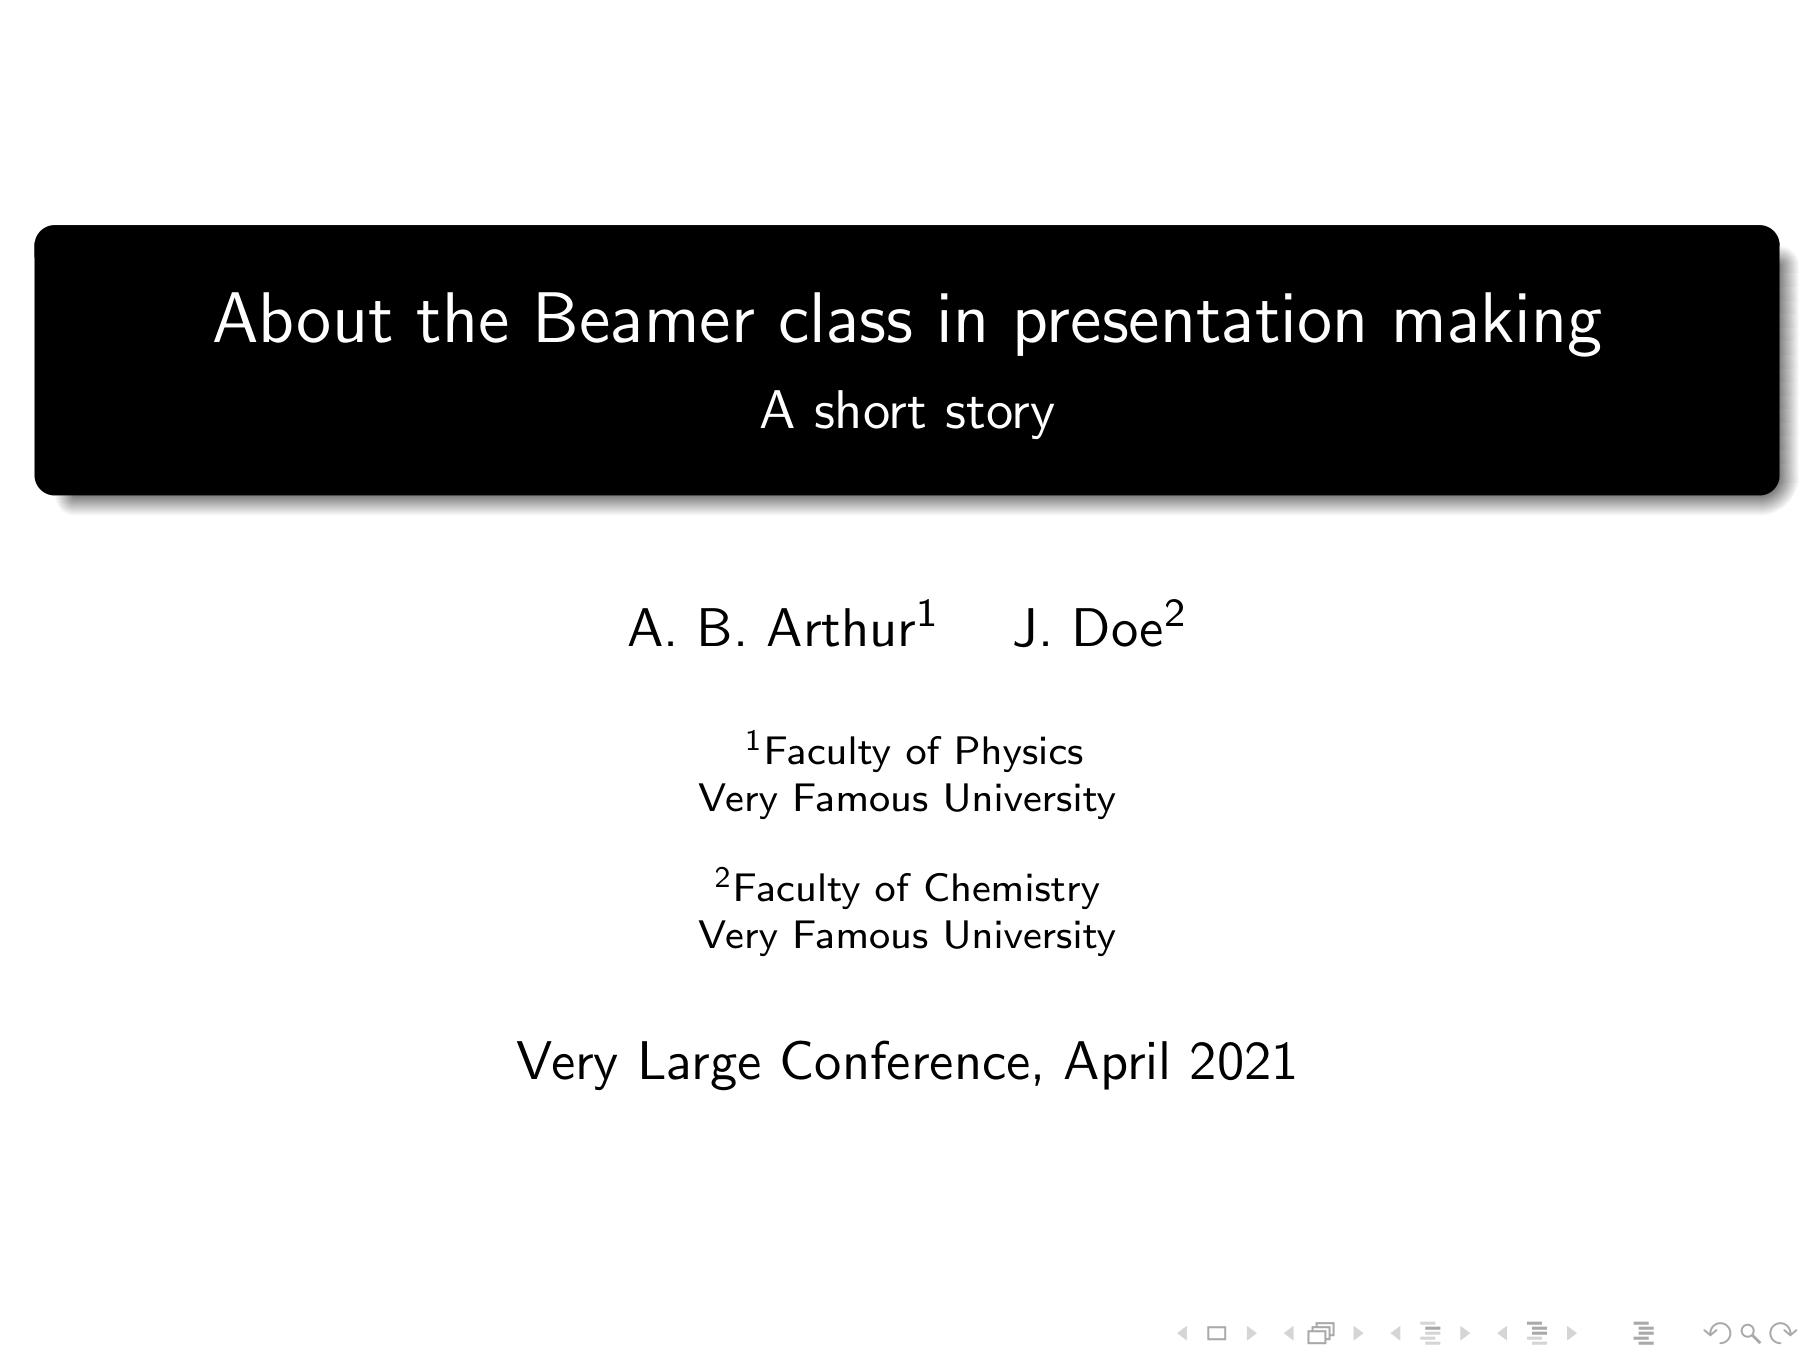 About the Beamer class in presentation making
A short story
A. B. Arthur¹ J. Doe²
¹Faculty of Physics
Very Famous University
²Faculty of Chemistry
Very Famous University
Very Large Conference, April 2021